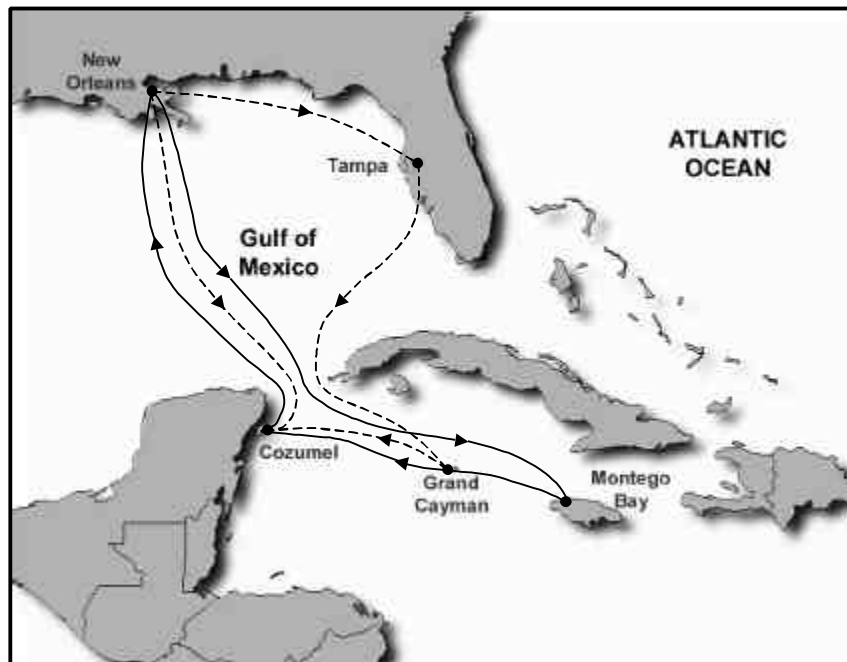 New
Orleans
Tampa
ATLANTIC
OCEAN
Gulf of
Mexico
Cozumel
Grand
Cayman
Montego
Bay